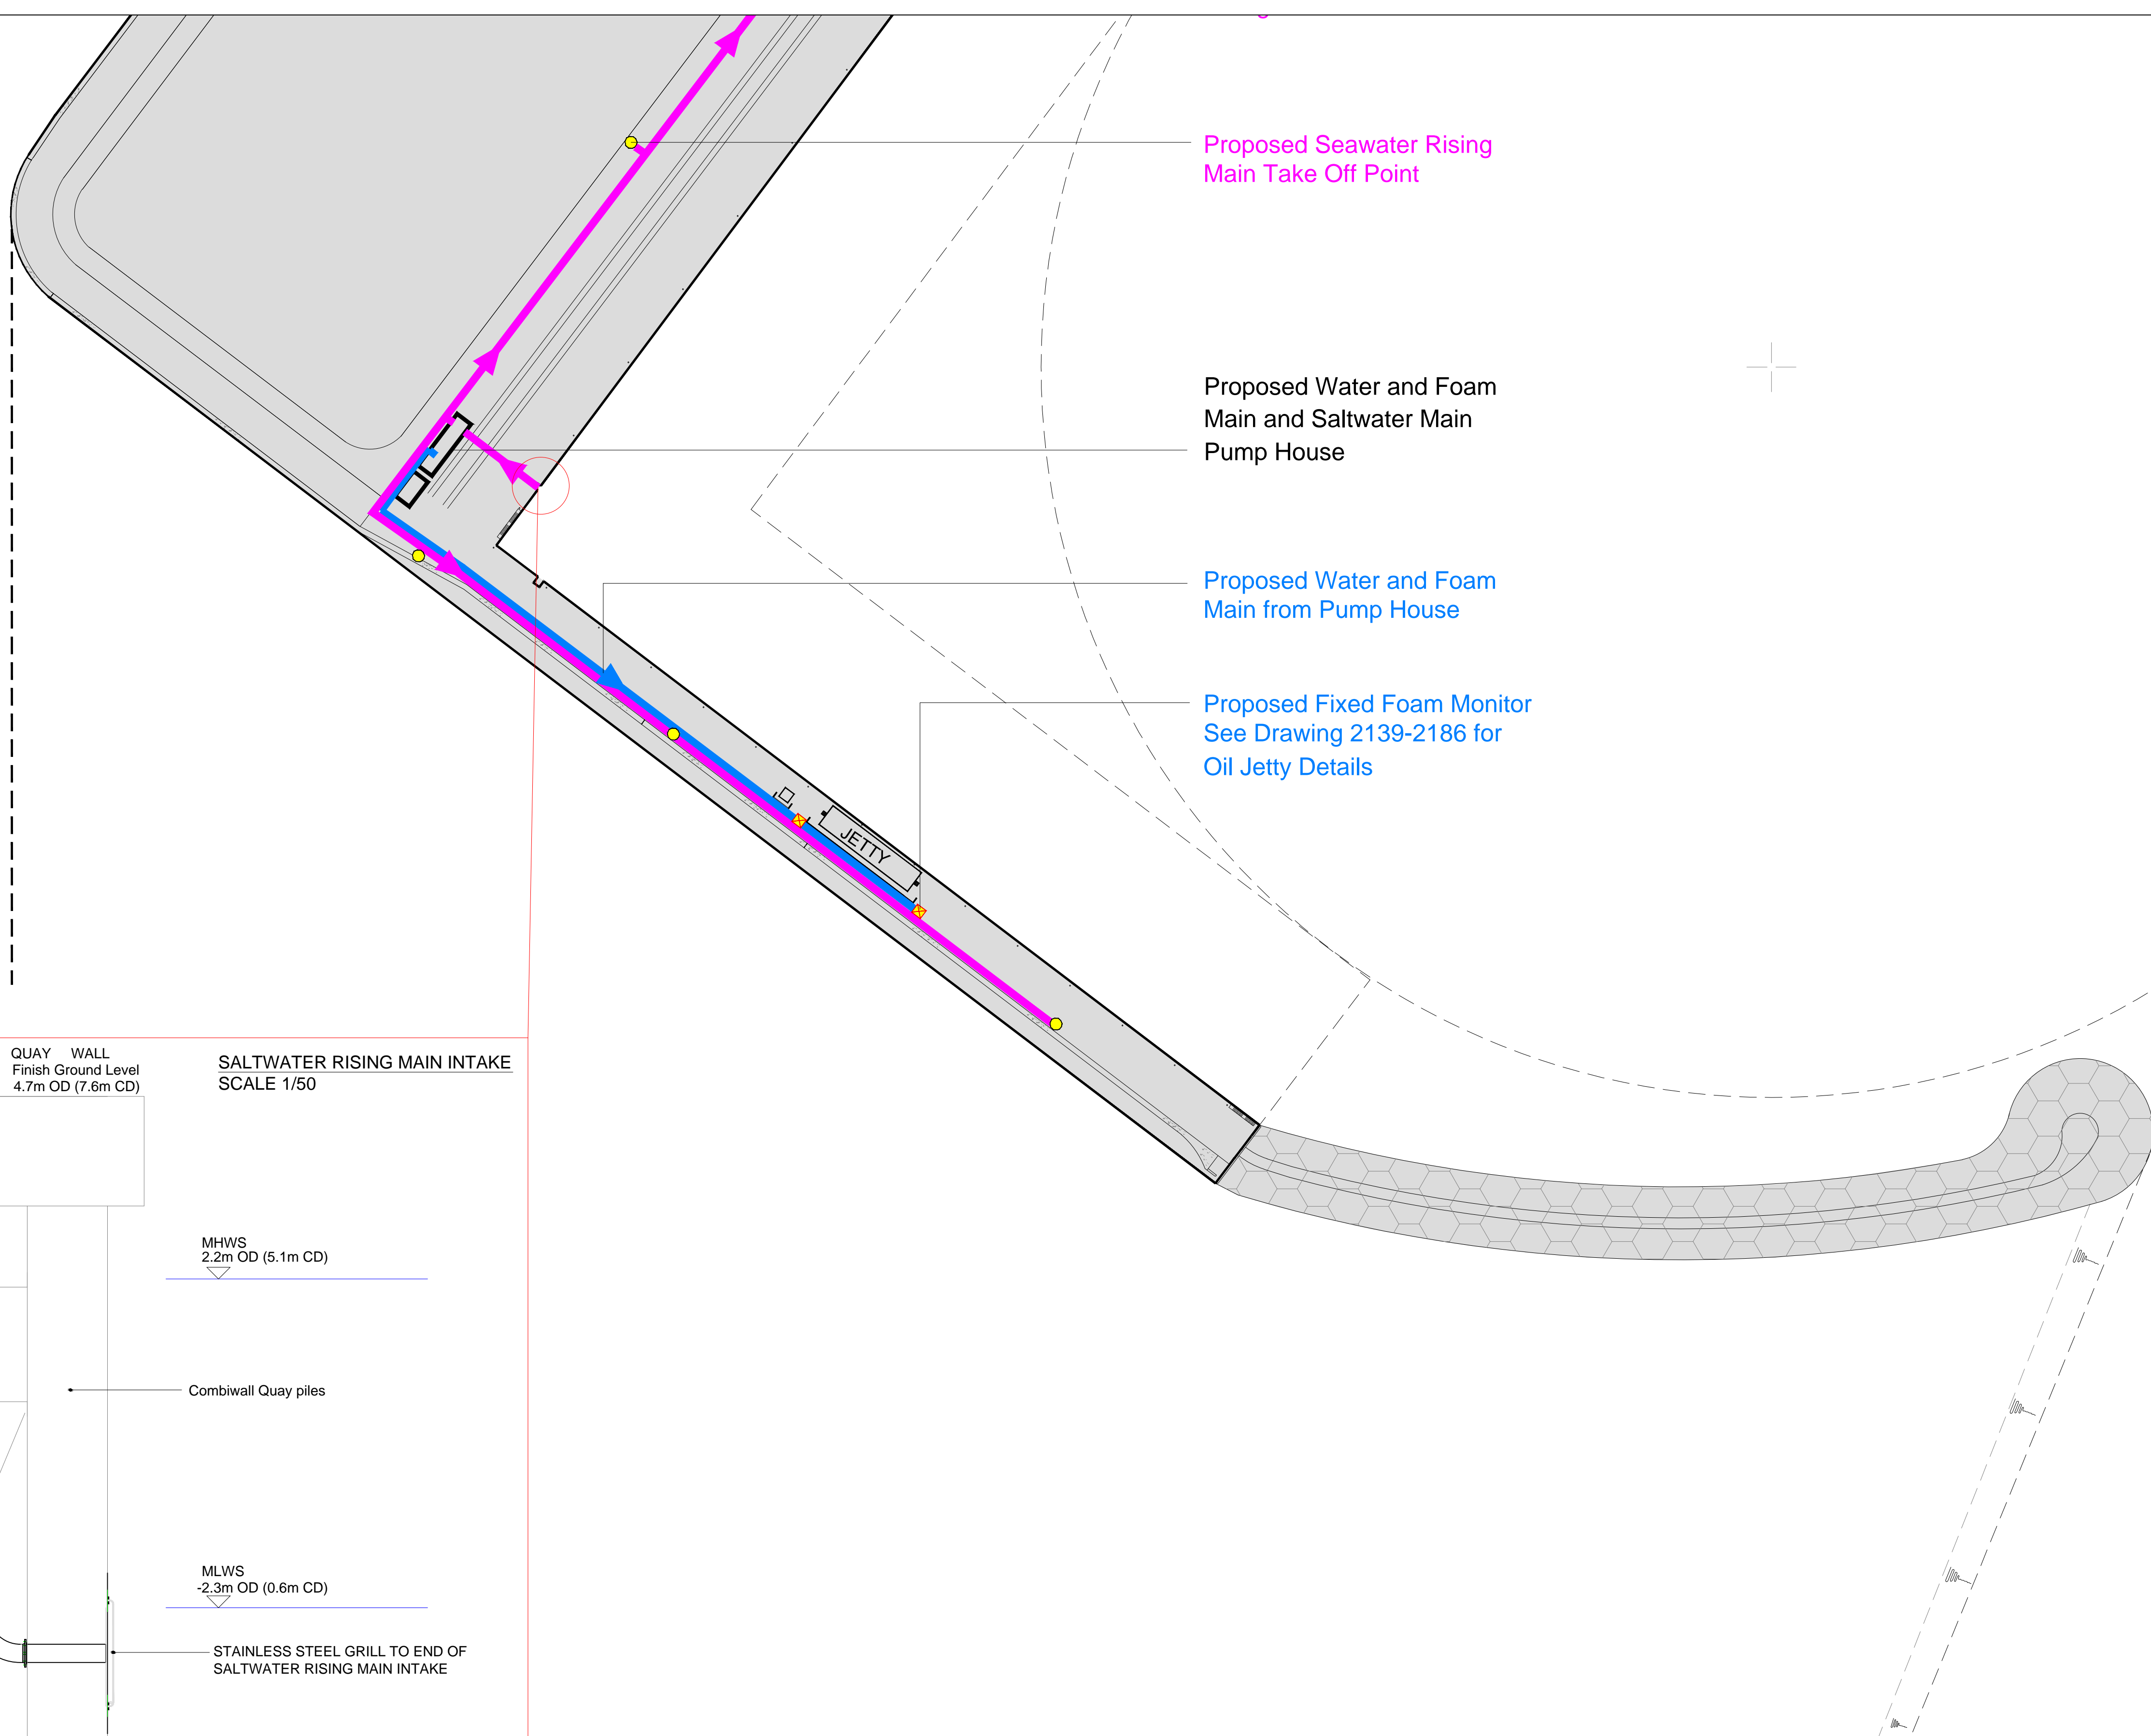 Proposed Seawater Rising
Main Take Off Point
Proposed Water and Foam
Main and Saltwater Main
Pump House
Proposed Water and Foam
Main from Pump House
Proposed Fixed Foam Monitor
See Drawing 2139-2186 for
Oil Jetty Details
JETTY
QUAY WALL
Finish Ground Level
4.7m OD (7.6m CD)
SALTWATER RISING MAIN INTAKE
SCALE 1/50
MHWS
2.2m OD (5.1m CD)
Combiwall Quay piles
MLWS
-2.3m OD (0.6m CD)
STAINLESS STEEL GRILL TO END OF
SALTWATER RISING MAIN INTAKE